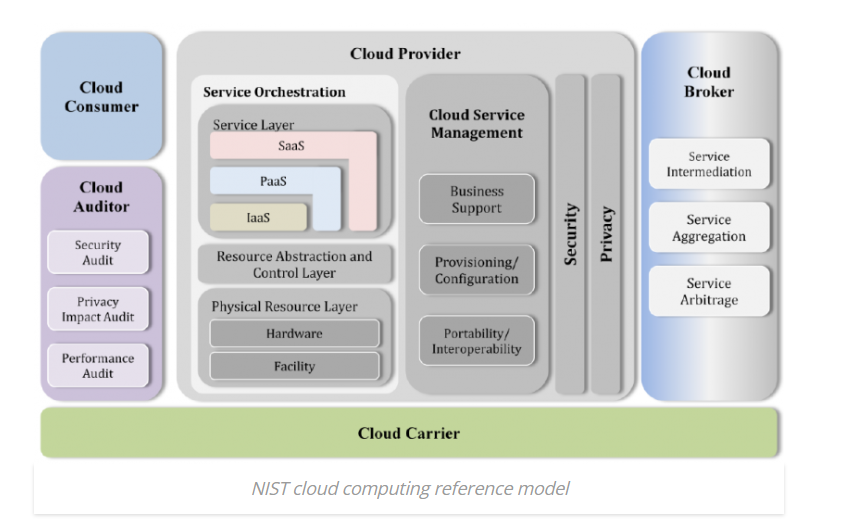 Cloud
Consumer
Cloud
Auditor
Security
Audit
Privacy
Impact Audit
Performance
Audit
Cloud Provider
Service Orchestration
Service Layer
SaaS
PaaS
IaaS
Resource Abstraction and
Control Layer
Physical Resource Layer
Hardware
Facility
Cloud Service
Management
Business
Support
Provisioning/
Configuration
Portability/
Interoperability
Security
Privacy
Cloud
Broker
Service
Intermediation
Service
Aggregation
Service
Arbitrage
Cloud Carrier
NIST cloud computing reference model